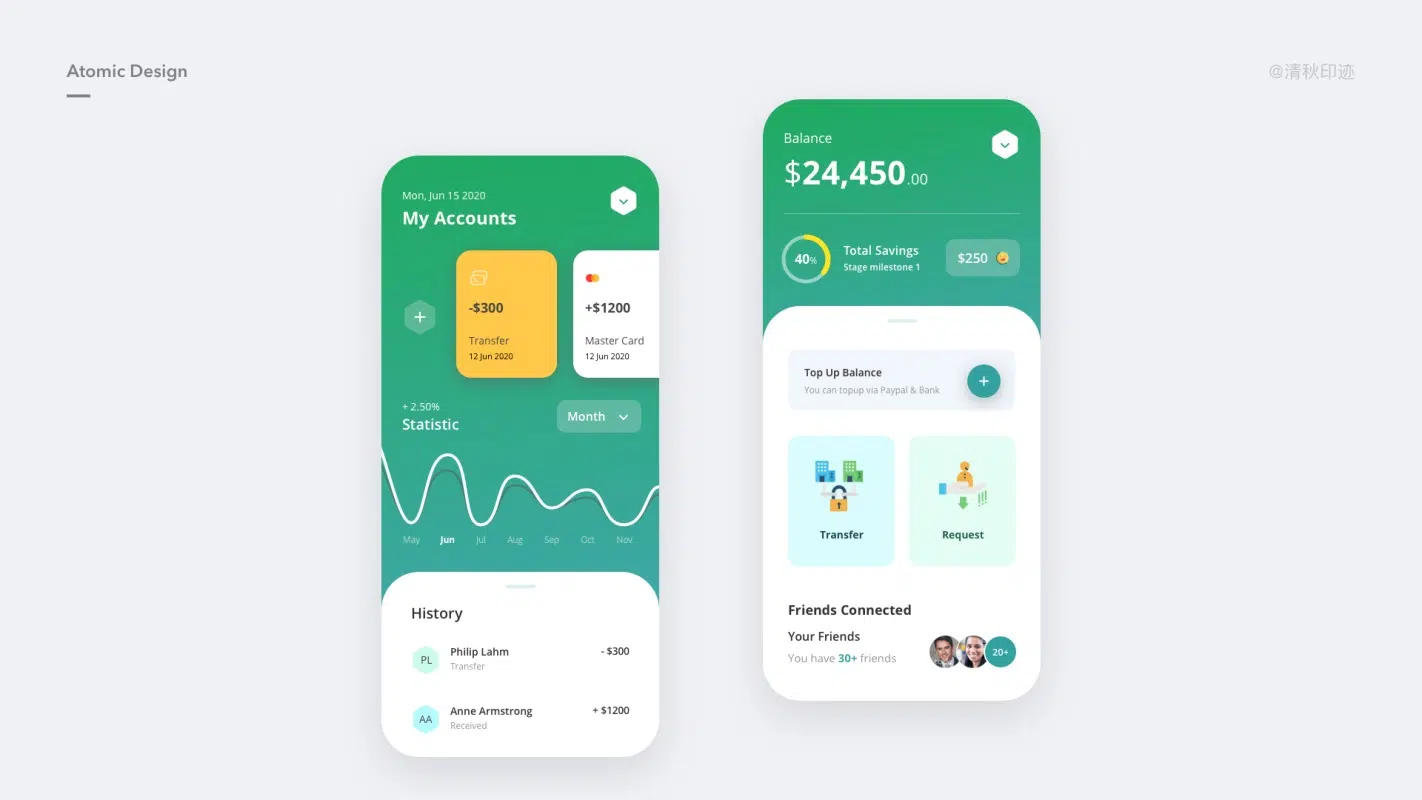 Atomic Design
@清秋印迹
Mon, Jun 15 2020
My Accounts
-$300
Transfer
12 Jun 2020
+$1200
Master Card
12 Jun 2020
+ 2.50%
Statistic
Month
May Jun Jul Aug Sep Oct Nov
History
PL
Philip Lahm
Transfer
- $300
AA
Anne Armstrong
Received
+ $1200
Balance
$24,450.00
40%
Total Savings
Stage milestone 1
$250
Top Up Balance
You can topup via Paypal & Bank
Transfer
Request
Friends Connected
Your Friends
You have 30+ friends
20+